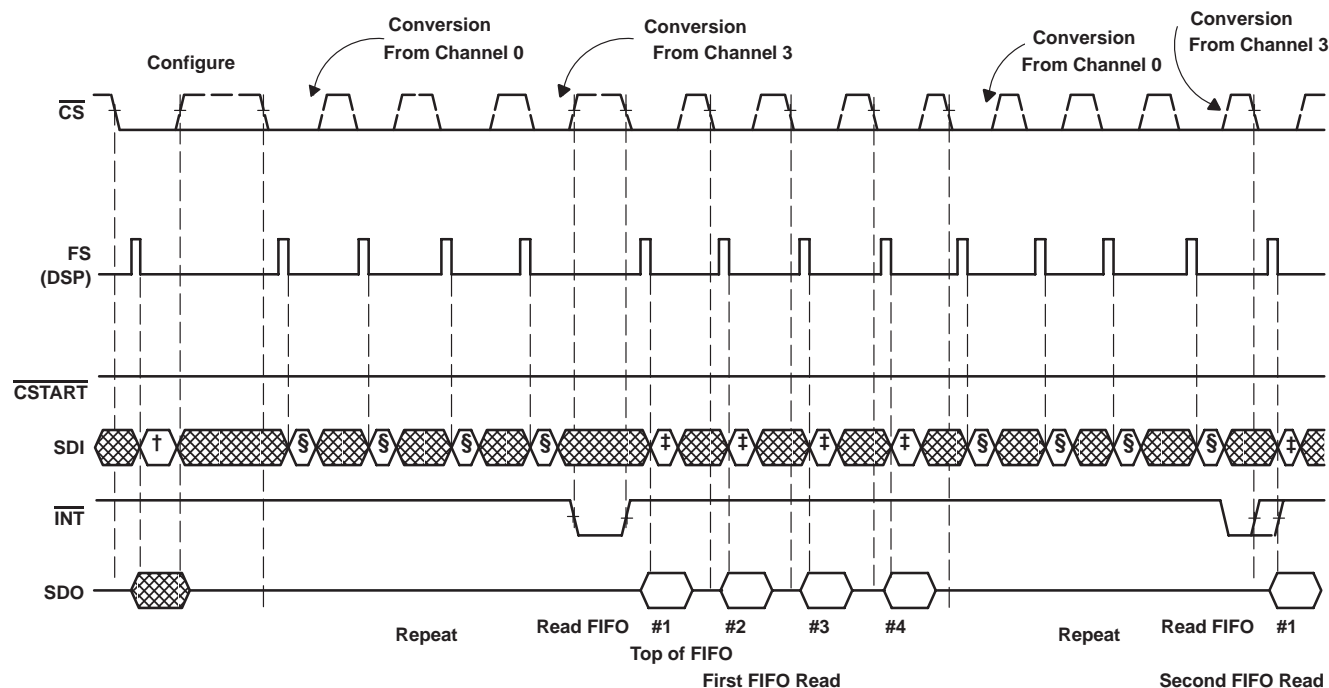 Conversion
From Channel 0
Conversion
From Channel 3
Conversion
From Channel 0
Conversion
From Channel 3
Configure
CS
FS
(DSP)
CSTART
SDI
† § § § § ‡ ‡ ‡ ‡ § § § § ‡
INT
SDO
Repeat
Read FIFO #1 #2 #3 #4
Top of FIFO
First FIFO Read
Repeat
Read FIFO #1
Second FIFO Read